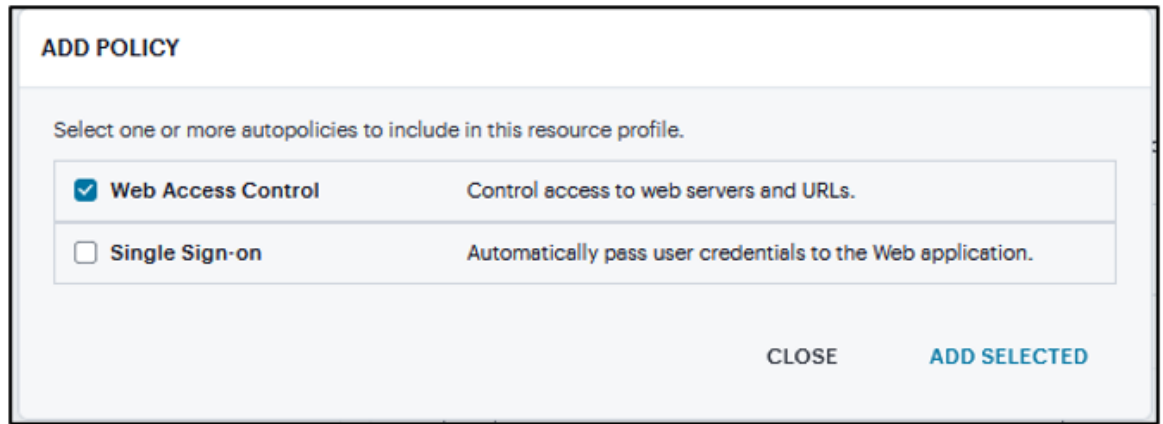 ADD POLICY
Select one or more autopolicies to include in this resource profile.
Web Access Control Control access to web servers and URLs.
Single Sign-on Automatically pass user credentials to the Web application.
CLOSE ADD SELECTED